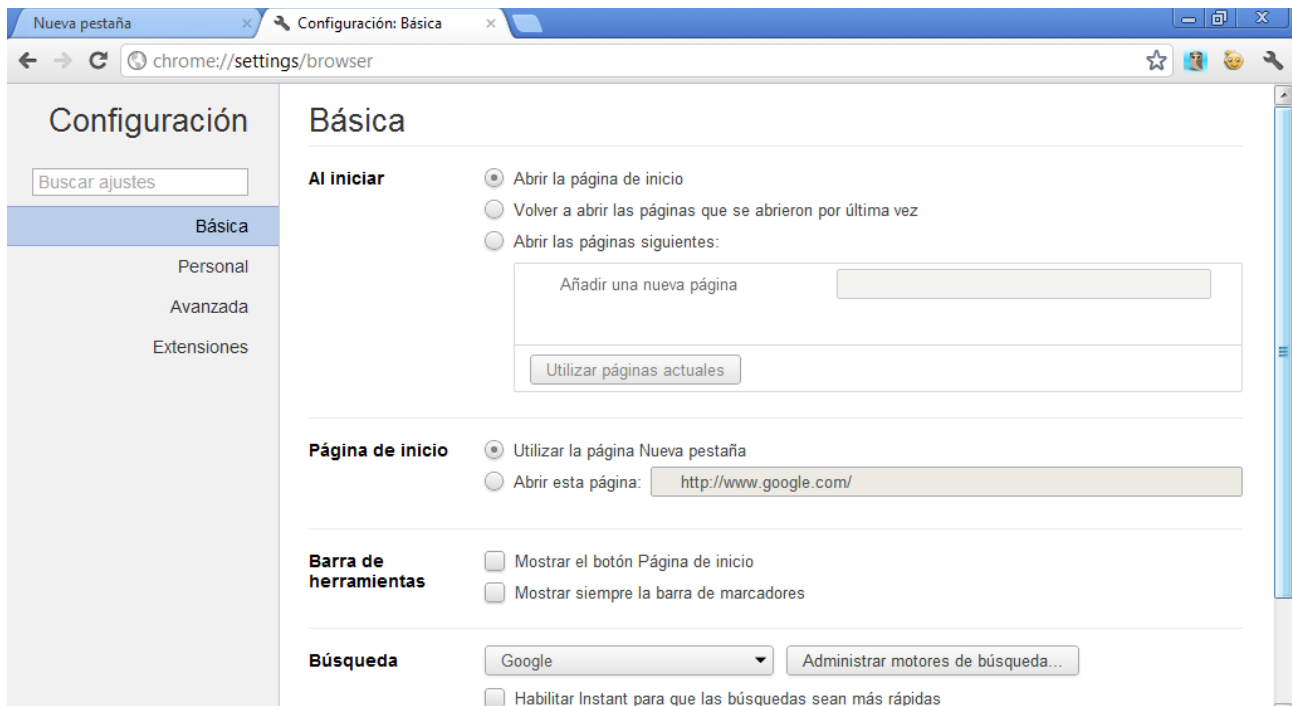 Nueva pestaña
Configuración: Básica
chrome://settings/browser
Configuración
Buscar ajustes
Básica
Personal
Avanzada
Extensiones
Básica
Al iniciar
Abrir la página de inicio
Volver a abrir las páginas que se abrieron por última vez
Abrir las páginas siguientes:
Añadir una nueva página
Utilizar páginas actuales
Página de inicio
Utilizar la página Nueva pestaña
Abrir esta página: http://www.google.com/
Barra de
herramientas
Mostrar el botón Página de inicio
Mostrar siempre la barra de marcadores
Búsqueda
Google
Administrar motores de búsqueda...
Habilitar Instant para que las búsquedas sean más rápidas